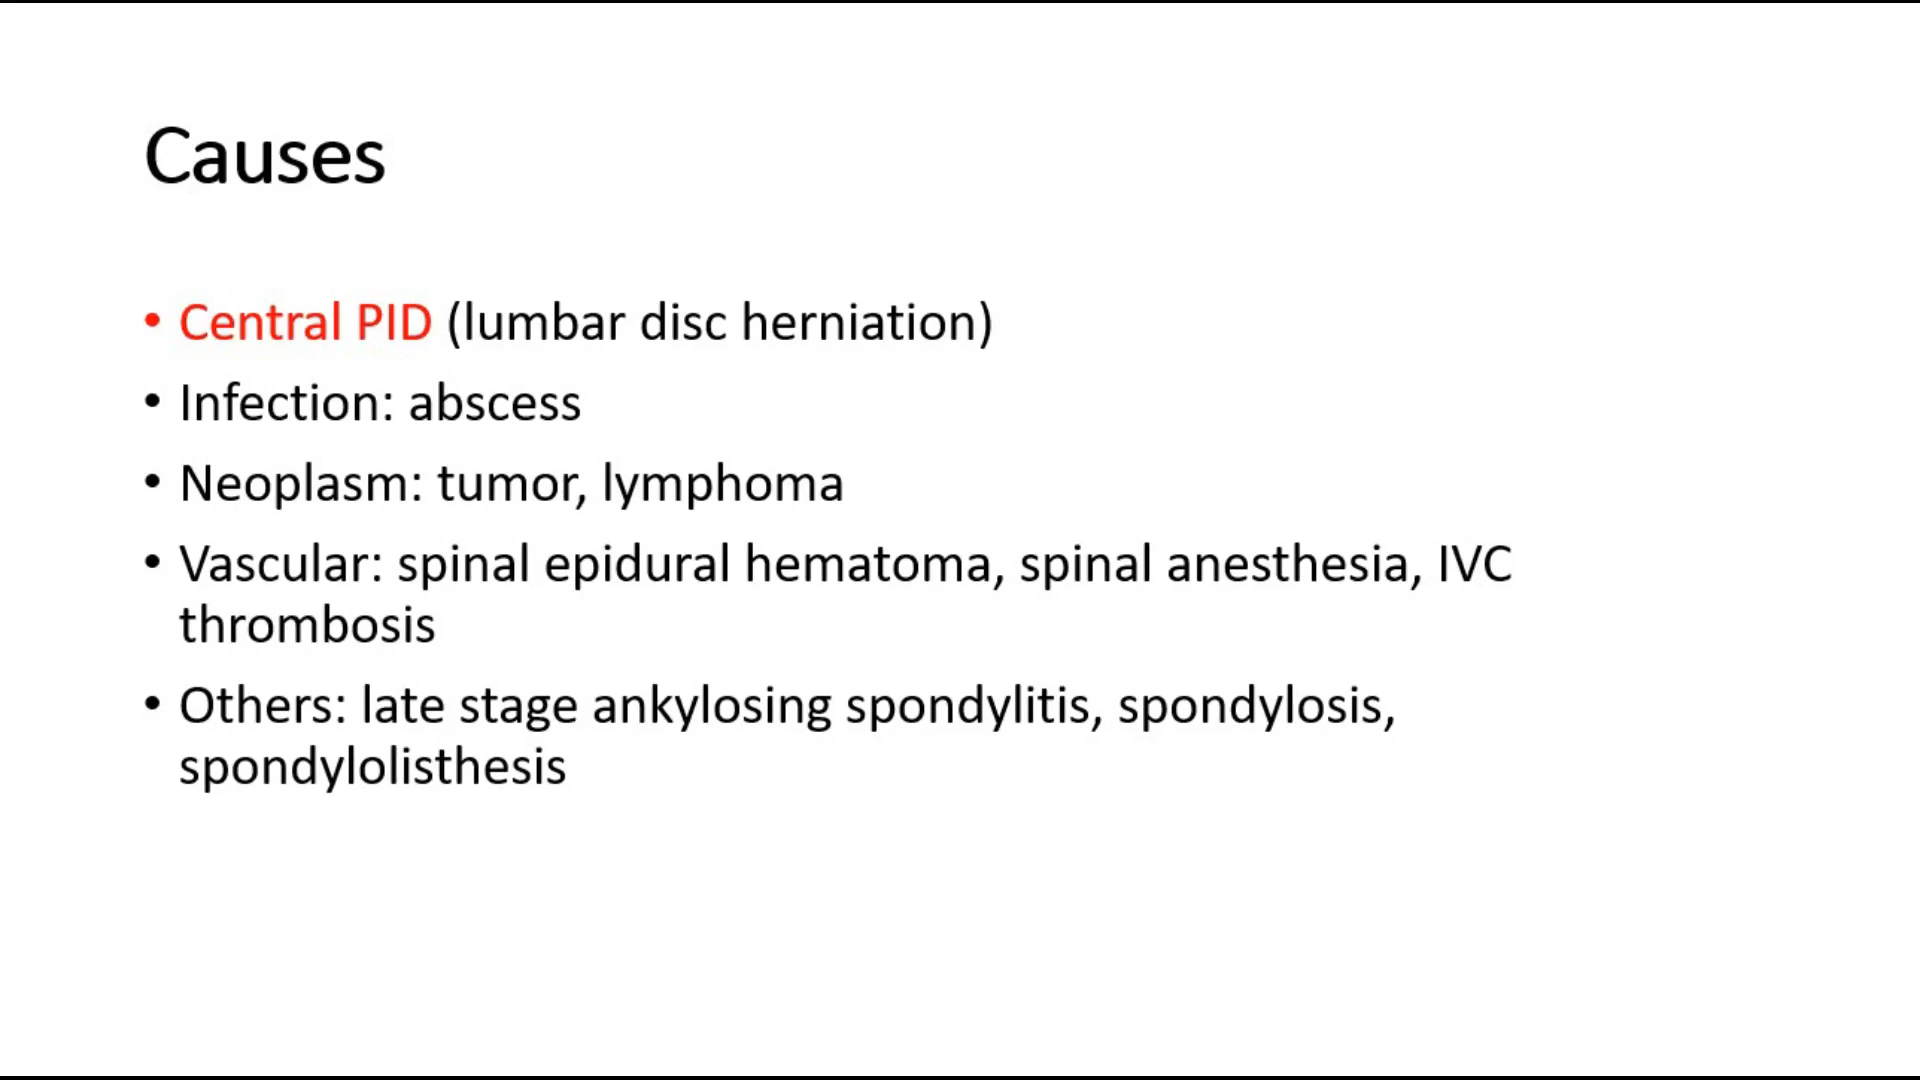 Causes
• Central PID (lumbar disc herniation)
• Infection: abscess
• Neoplasm: tumor, lymphoma
• Vascular: spinal epidural hematoma, spinal anesthesia, IVC
thrombosis
• Others: late stage ankylosing spondylitis, spondylosis,
spondylolisthesis